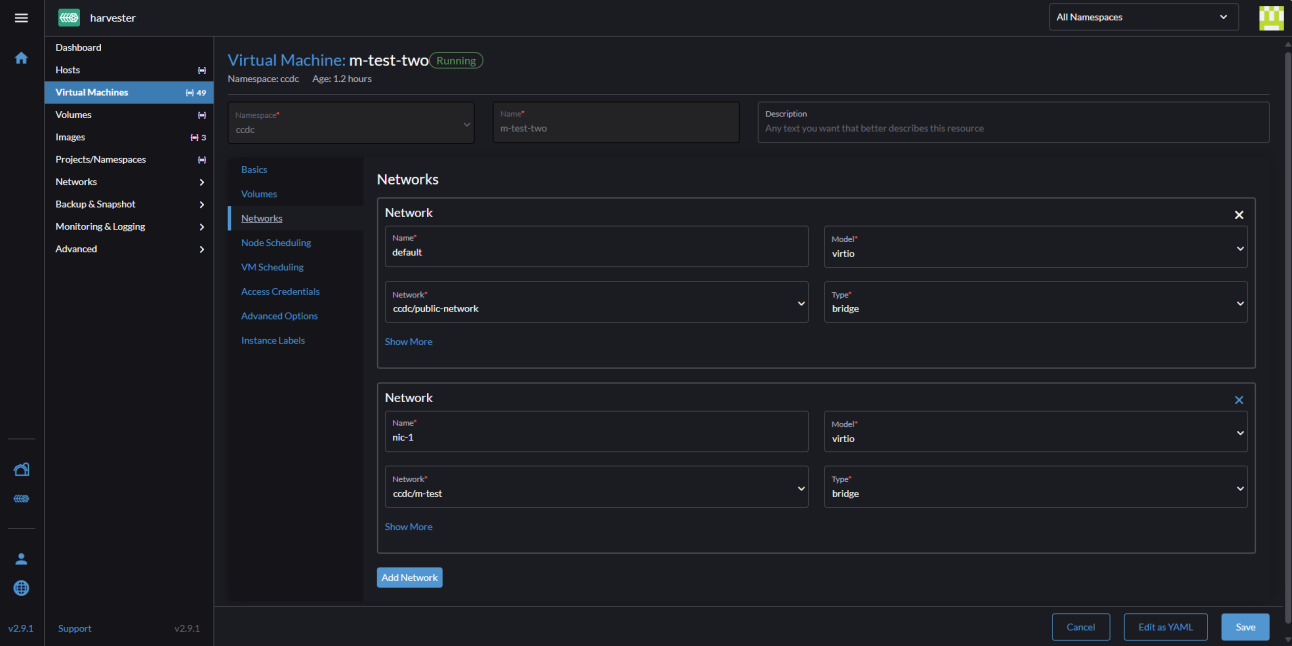 harvester
All Namespaces
Dashboard
Hosts
Virtual Machines 49
Volumes
Images 3
Projects/Namespaces
Networks
Backup & Snapshot
Monitoring & Logging
Advanced
v2.9.1
Support v2.9.1
Virtual Machine: m-test-two Running
Namespace: ccdc Age: 1.2 hours
Namespace*
ccdc
Name*
m-test-two
Description
Any text you want that better describes this resource
Basics
Volumes
Networks
Node Scheduling
VM Scheduling
Access Credentials
Advanced Options
Instance Labels
Networks
Network
Name*
default
Model*
virtio
Network*
ccdc/public-network
Type*
bridge
Show More
Network
Name*
nic-1
Model*
virtio
Network*
ccdc/m-test
Type*
bridge
Show More
Add Network
Cancel
Edit as YAML
Save